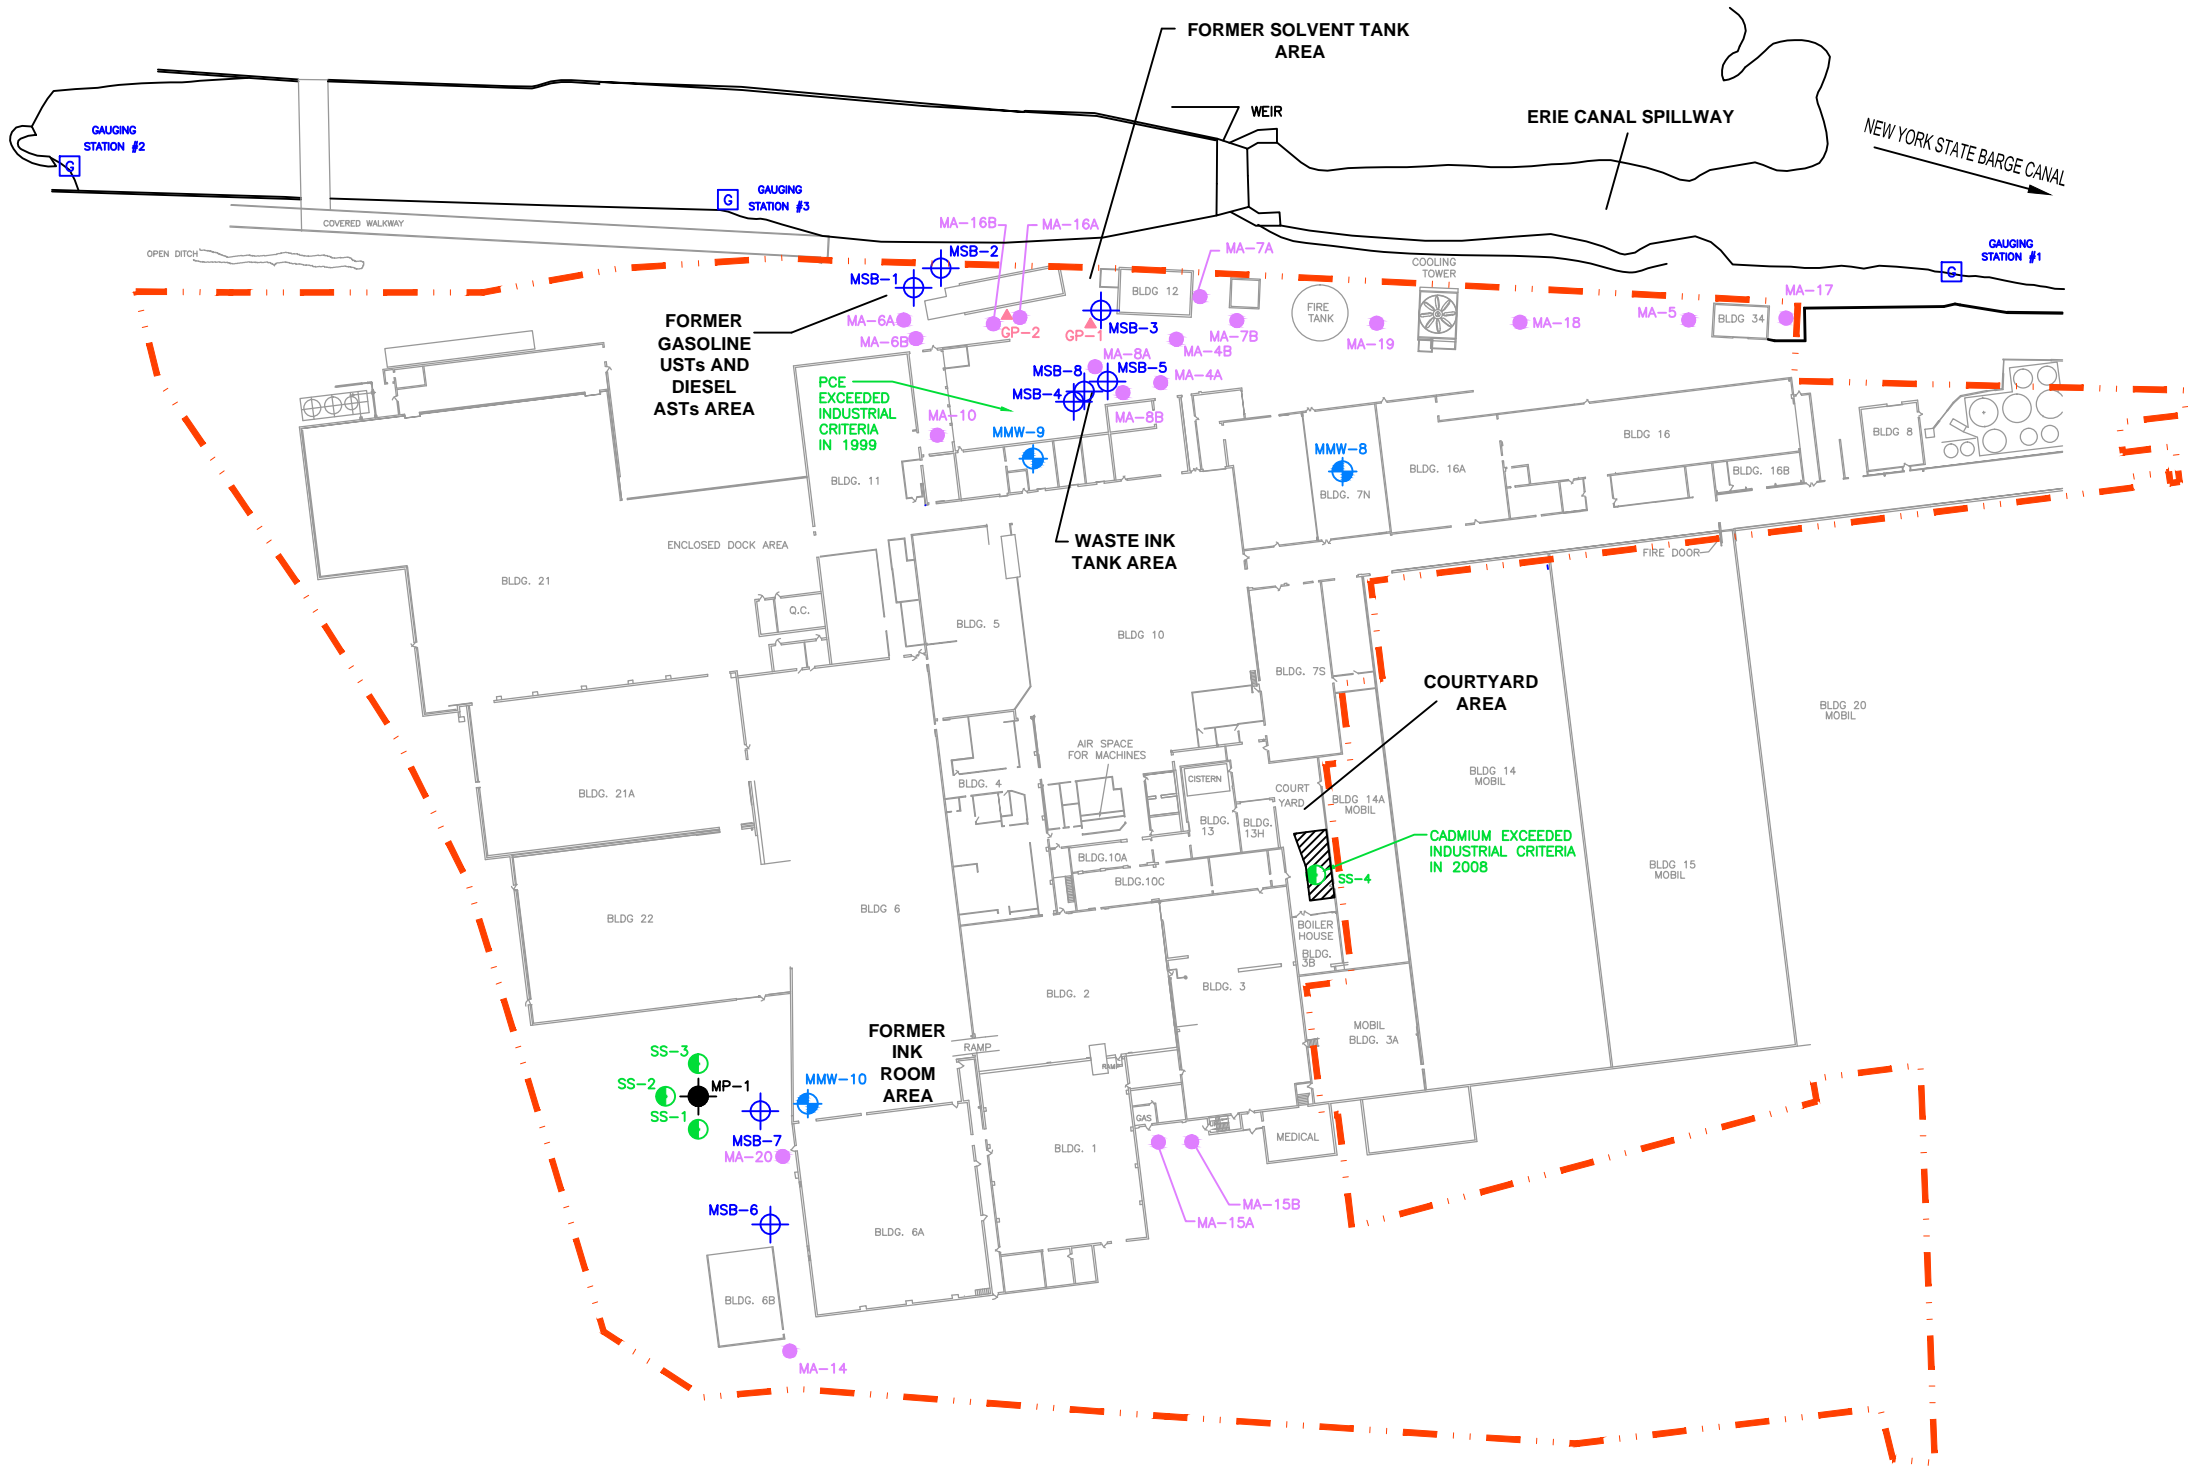 FORMER SOLVENT TANK
AREA
WEIR
ERIE CANAL SPILLWAY
NEW YORK STATE BARGE CANAL
GAUGING
STATION #2
G
G
GAUGING
STATION #3
COVERED WALKWAY
OPEN DITCH
MA-16B
MA-16A
MSB-2
MSB-1
MA-7A
COOLING
TOWER
GAUGING
STATION #1
G
MA-17
BLDG 12
FIRE
TANK
FORMER
GASOLINE
USTs AND
DIESEL
ASTs AREA
MA-6A
MA-6B
GP-2
GP-1
MSB-3
MA-7B
MA-4B
MA-19
MA-18
MA-5
BLDG 34
MA-8A
MSB-8
MSB-5
MSB-4
MA-4A
MA-8B
PCE
EXCEEDED
INDUSTRIAL
CRITERIA
IN 1999
MA-10
MMW-9
MMW-8
BLDG. 7N
BLDG. 16A
BLDG 16
BLDG. 16B
BLDG 8
BLDG. 11
ENCLOSED DOCK AREA
WASTE INK
TANK AREA
FIRE DOOR
BLDG. 21
Q.C.
BLDG. 5
BLDG 10
BLDG. 7S
COURTYARD
AREA
BLDG 20
MOBIL
AIR SPACE
FOR MACHINES
BLDG. 4
CISTERN
COURT
YARD
BLDG 14A
MOBIL
BLDG 14
MOBIL
BLDG. 21A
BLDG.
13
BLDG.
13H
CADMIUM EXCEEDED
INDUSTRIAL CRITERIA
IN 2008
SS-4
BLDG 15
MOBIL
BLDG.10A
BLDG.10C
BLDG 22
BLDG 6
BOILER
HOUSE
BLDG.
3B
BLDG. 2
BLDG. 3
MOBIL
BLDG. 3A
FORMER
INK
ROOM
AREA
RAMP
RAMP
SS-3
SS-2
SS-1
MP-1
MMW-10
MSB-7
MA-20
GAS
MEDICAL
BLDG. 1
MA-15B
MA-15A
MSB-6
BLDG. 6A
BLDG. 6B
MA-14